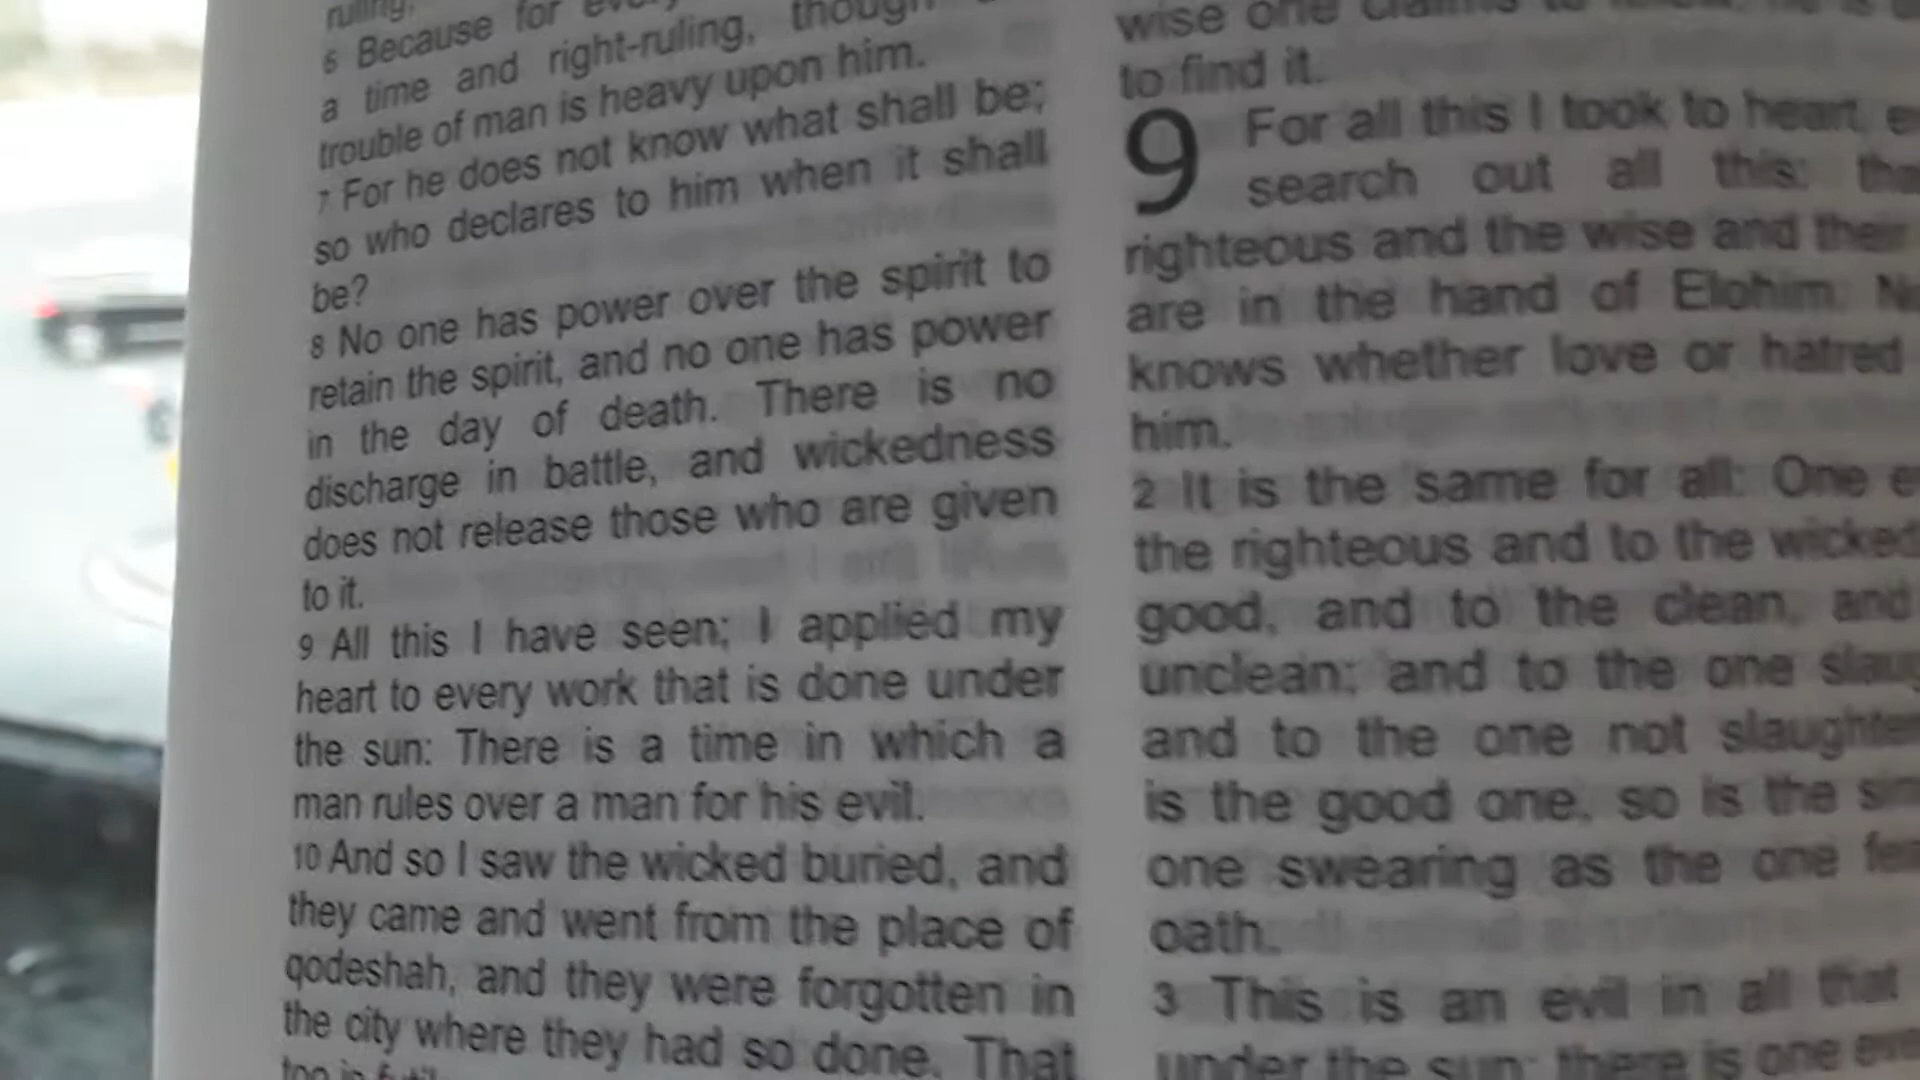 ruling,
6 Because for
a time and right-ruling, though
trouble of man is heavy upon him.
7 For he does not know what shall be;
so who declares to him when it shall
be?
8 No one has power over the spirit to
retain the spirit, and no one has power
in the day of death. There is no
discharge in battle, and wickedness
does not release those who are given
to it.
9 All this I have seen; I applied my
heart to every work that is done under
the sun: There is a time in which a
man rules over a man for his evil.
10 And so I saw the wicked buried, and
they came and went from the place of
qodeshah, and they were forgotten in
the city where they had so done. That
wise one claims to
to find it.
9 For all this I took to heart,
search out all this: 
righteous and the wise and their
are in the hand of Elohim.
knows whether love or hatred
him.
2 It is the same for all: One
the righteous and to the wicked
good, and to the clean, and
unclean; and to the one
and to the one not
is the good one, so is the
one swearing as the one
oath.
3 This is an evil in all that
under the sun: there is one